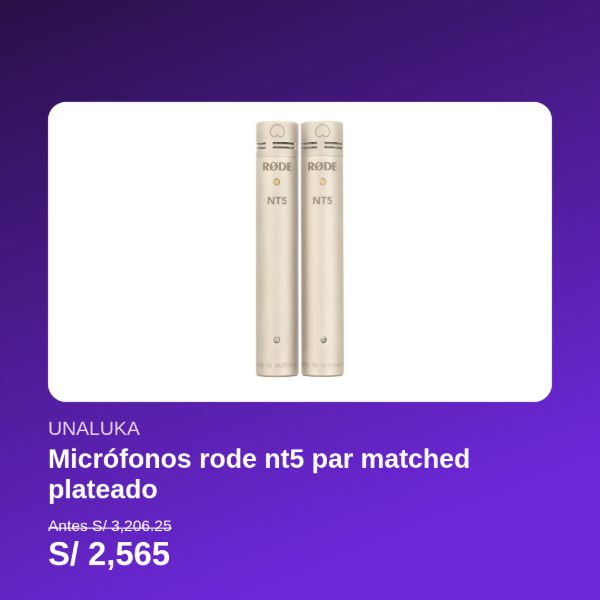 RØDE RØDE
NT5 NT5
UNALUKA
Micrófonos rode nt5 par matched
plateado
Antes S/ 3,206.25
S/ 2,565